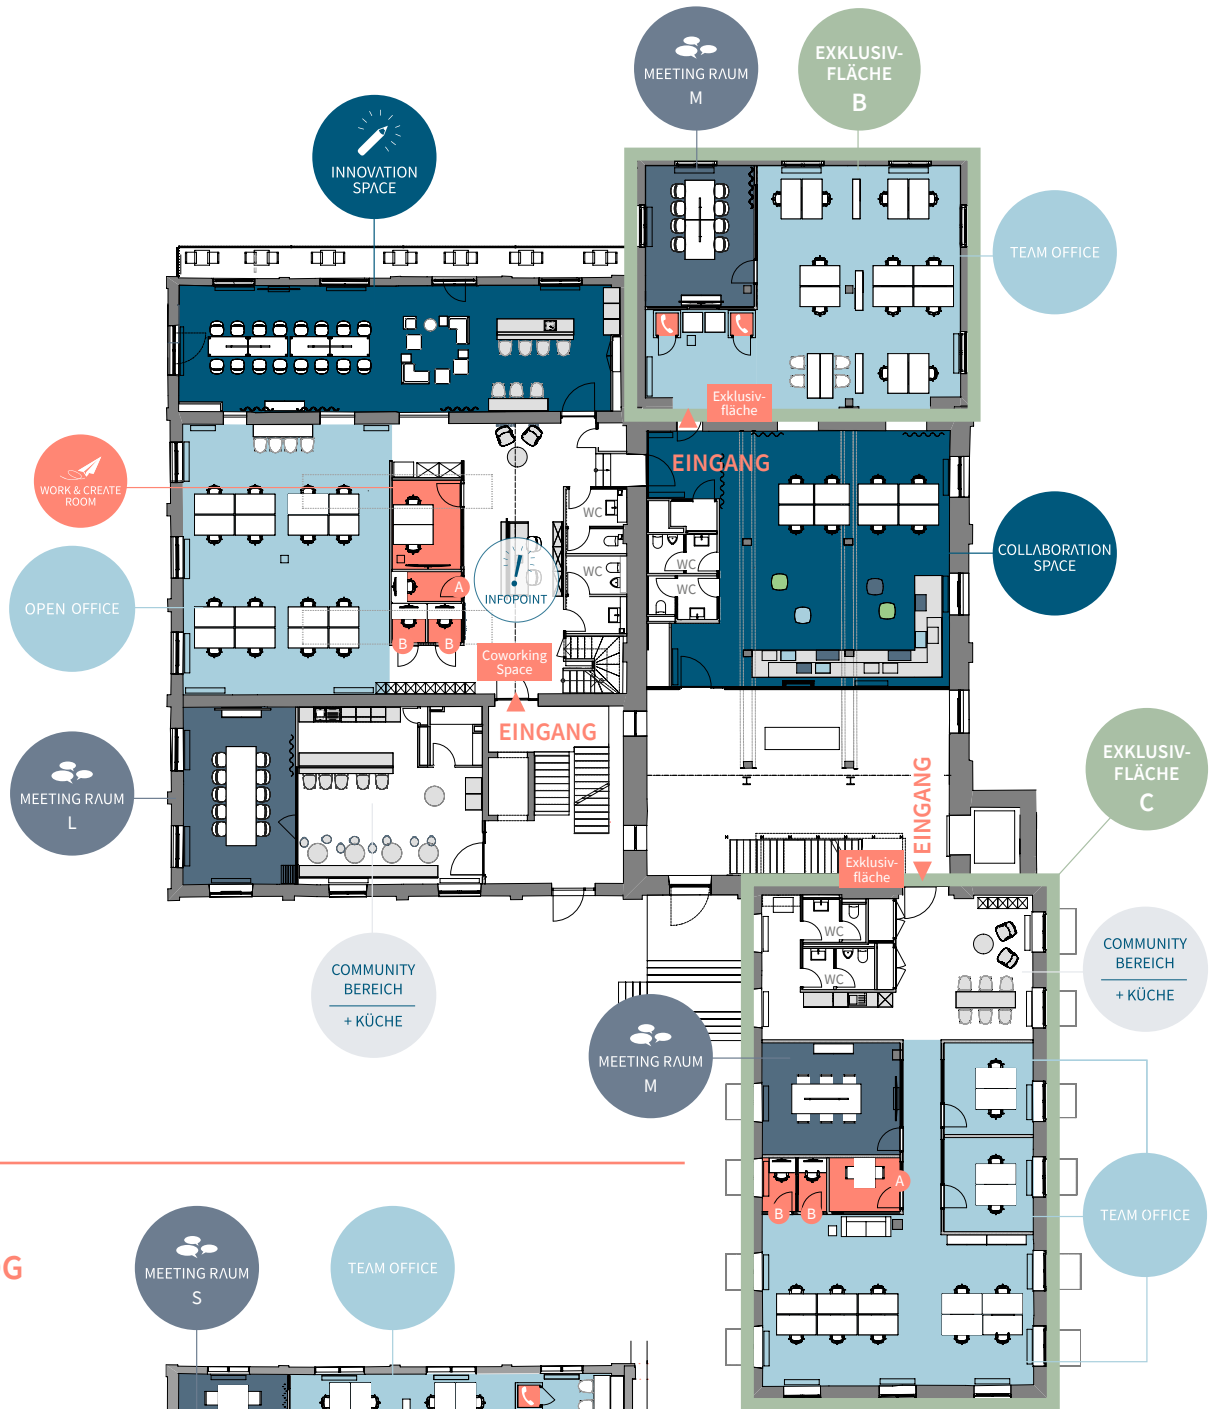 MEETING RAUM
M
EXKLUSIV-
FLÄCHE
B
INNOVATION
SPACE
TEAM OFFICE
Exklusiv-
fläche
EINGANG
WORK & CREATE
ROOM
WC
WC
WC
WC
COLLABORATION
SPACE
OPEN OFFICE
A
B
B
INFOPOINT
Coworking
Space
EINGANG
MEETING RAUM
L
EXKLUSIV-
FLÄCHE
C
EINGANG
Exklusiv-
fläche
COMMUNITY
BEREICH
+ KÜCHE
WC
WC
COMMUNITY
BEREICH
+ KÜCHE
MEETING RAUM
M
A
B
B
TEAM OFFICE
G
MEETING RAUM
S
TEAM OFFICE